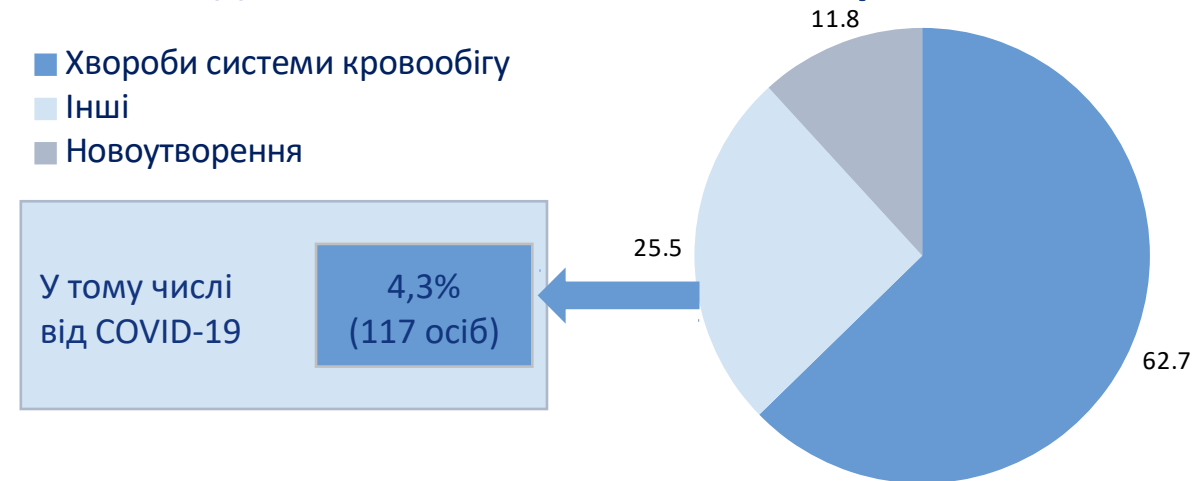 11.8
Хвороби системи кровообігу
Інші
Новоутворення
25.5
У тому числі
від COVID-19
4,3%
(117 осіб)
62.7